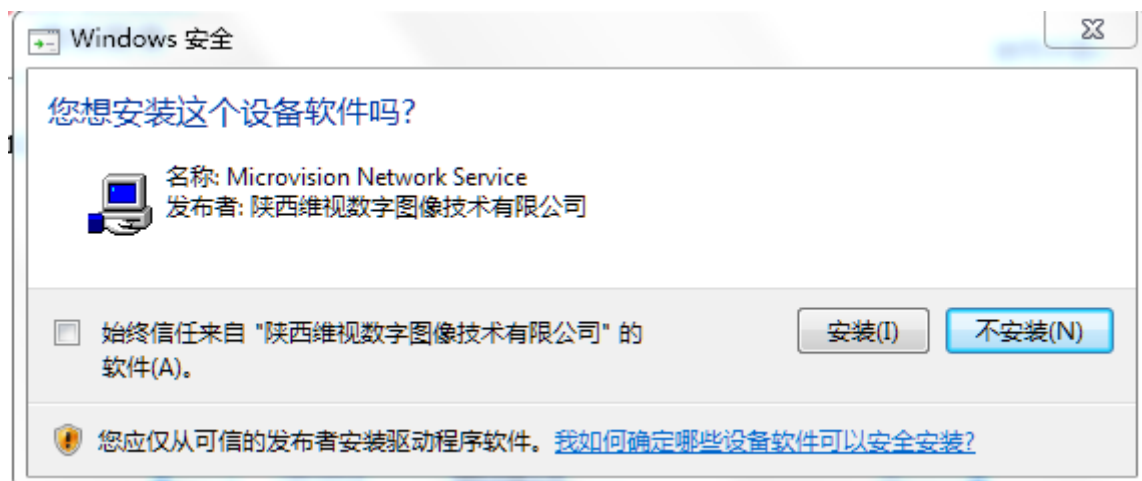 Windows 安全
您想安装这个设备软件吗?
名称: Microvision Network Service
发布者: 陕西维视数字图像技术有限公司
始终信任来自 "陕西维视数字图像技术有限公司" 的
软件(A)。
安装(I)
不安装(N)
您应仅从可信的发布者安装驱动程序软件。我如何确定哪些设备软件可以安全安装?